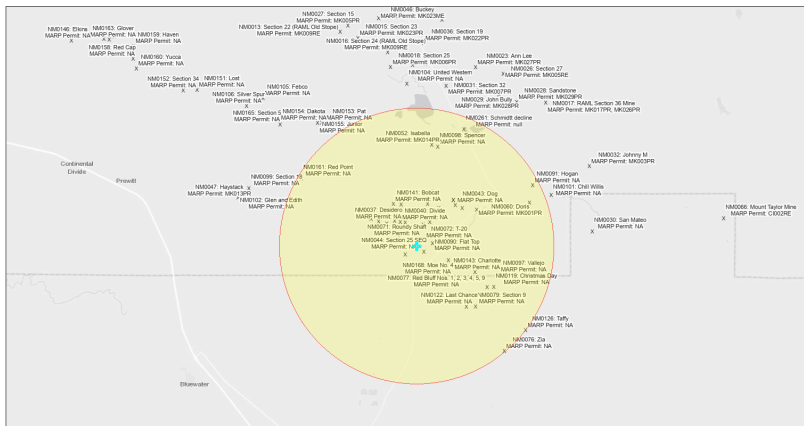 NM0046: Buckey
MARP Permit: MK023ME
NM0027: Section 15
MARP Permit: MK005PR
NM0163: Glover
MARP Permit: NA
NM0146: Elkins
MARP Permit: NA
NM0159: Haven
MARP Permit: NA
NM0013: Section 22 (RAML Old Stope)
MARP Permit: MK009RE
NM0015: Section 23
MARP Permit: MK023PR
NM0036: Section 19
MARP Permit: MK022PR
NM0016: Section 24 (RAML Old Stope)
MARP Permit: MK009RE
NM0158: Red Cap
MARP Permit: NA
NM0160: Yucca
MARP Permit: NA
NM0018: Section 25
MARP Permit: MK006PR
NM0023: Ann Lee
MARP Permit: MK027PR
NM0026: Section 27
MARP Permit: MK005RE
NM0104: United Western
MARP Permit: NA
NM0152: Section 34
MARP Permit: NA
NM0151: Lost
MARP Permit: NA
NM0105: Febco
MARP Permit: NA
NM0031: Section 32
MARP Permit: MK007PR
NM0028: Sandstone
MARP Permit: MK029PR
NM0106: Silver Spur
MARP Permit: NA
NM0029: John Bully
MARP Permit: MK028PR
NM0017: RAML Section 36 Mine
MARP Permit: MK017PR, MK026PR
NM0165: Section 5
MARP Permit: NA
NM0154: Dakota
MARP Permit: NA
NM0153: Pat
MARP Permit: NA
NM0155: Junior
MARP Permit: NA
NM0261: Schmidt decline
MARP Permit: null
NM0052: Isabella
MARP Permit: MK014PR
NM0098: Spencer
MARP Permit: NA
NM0032: Johnny M
MARP Permit: MK003PR
Continental
Divide
Prewitt
NM0161: Red Point
MARP Permit: NA
NM0091: Hogan
MARP Permit: NA
NM0099: Section 18
MARP Permit: NA
NM0047: Haystack
MARP Permit: MK013PR
NM0102: Glen and Edith
MARP Permit: NA
NM0101: Chill Willis
MARP Permit: NA
NM0141: Bobcat
MARP Permit: NA
NM0043: Dog
MARP Permit: NA
NM0037: Desidero
MARP Permit: NA
NM0040: Divide
MARP Permit: NA
NM0060: Doris
MARP Permit: MK001PR
NM0066: Mount Taylor Mine
MARP Permit: CI002RE
NM0030: San Mateo
MARP Permit: NA
NM0071: Roundy Shaft
MARP Permit: NA
NM0072: T-20
MARP Permit: NA
NM0044: Section 25 SEQ
MARP Permit: NA
NM0090: Flat Top
MARP Permit: NA
NM0168: Moe No. 4
MARP Permit: NA
NM0143: Charlotte
MARP Permit: NA
NM0097: Vallejo
MARP Permit: NA
NM0077: Red Bluff Nos. 1, 2, 3, 4, 5, 9
MARP Permit: NA
NM0119: Christmas Day
MARP Permit: NA
NM0122: Last Chance
MARP Permit: NA
NM0079: Section 9
MARP Permit: NA
NM0126: Taffy
MARP Permit: NA
NM0076: Zia
MARP Permit: NA
Bluewater